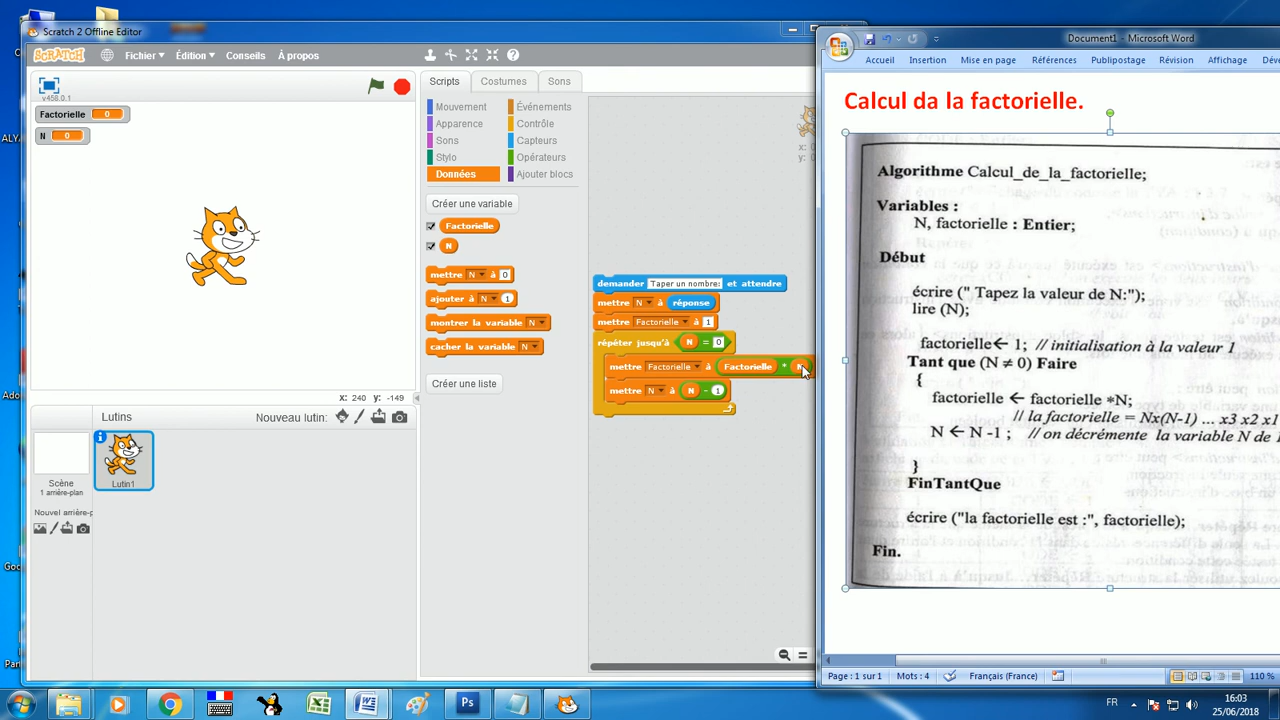 Scratch 2 Offline Editor
SCRATCH
Fichier
Édition
Conseils
À propos
v458.0.1
Factorielle 0
N 0
x: 240 y: -149
Lutins
Nouveau lutin:
Scène
1 arrière-plan
Nouvel arrière-p
Lutin1
Scripts
Costumes
Sons
Mouvement
Événements
Apparence
Contrôle
Sons
Capteurs
Stylo
Opérateurs
Données
Ajouter blocs
Créer une variable
Factorielle
N
mettre N à 0
ajouter à N 1
montrer la variable N
cacher la variable N
Créer une liste
x:
y:
demander Taper un nombre: et attendre
mettre N à réponse
mettre Factorielle à 1
répéter jusqu'à N = 0
mettre Factorielle à Factorielle * N
mettre N à N - 1
Document1 - Microsoft Word
Accueil
Insertion
Mise en page
Références
Publipostage
Révision
Affichage
Déve
Calcul da la factorielle.
Algorithme Calcul_de_la_factorielle;
Variables :
N, factorielle : Entier;
Début
écrire (" Tapez la valeur de N:");
lire (N);
factorielle← 1; // initialisation à la valeur 1
Tant que (N ≠ 0) Faire
{
factorielle ← factorielle *N;
// la factorielle = Nx(N-1) ... x3 x2 x1
N ← N -1 ; // on décrémente la variable N de 1
}
FinTantQue
écrire ("la factorielle est :", factorielle);
Fin.
Page : 1 sur 1
Mots : 4
Français (France)
110 %
FR
16:03
25/06/2018